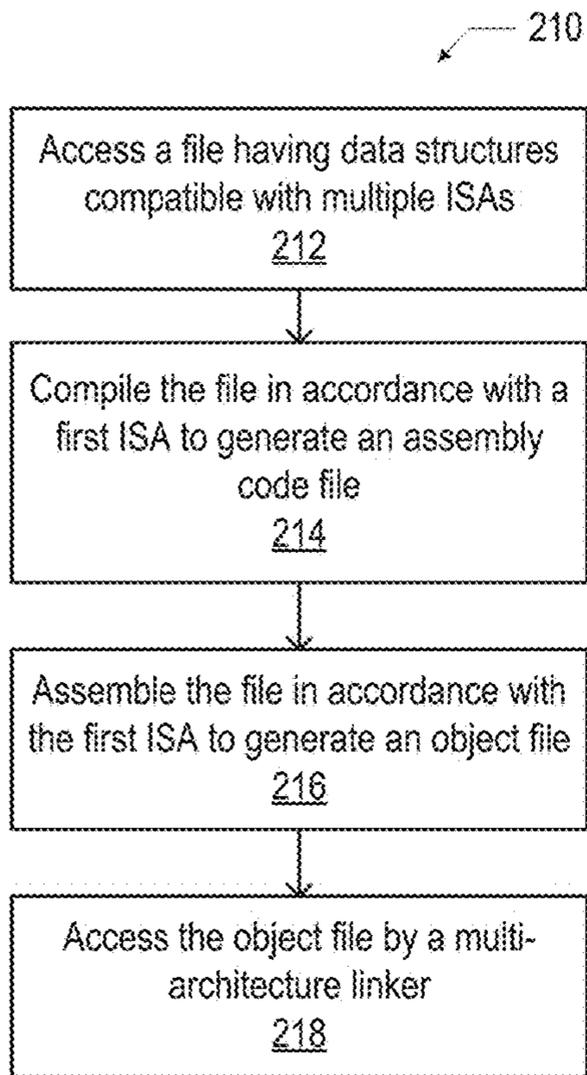 210
Access a file having data structures
compatible with multiple ISAs
212
Compile the file in accordance with a
first ISA to generate an assembly
code file
214
Assemble the file in accordance with
the first ISA to generate an object file
216
Access the object file by a multi-
architecture linker
218